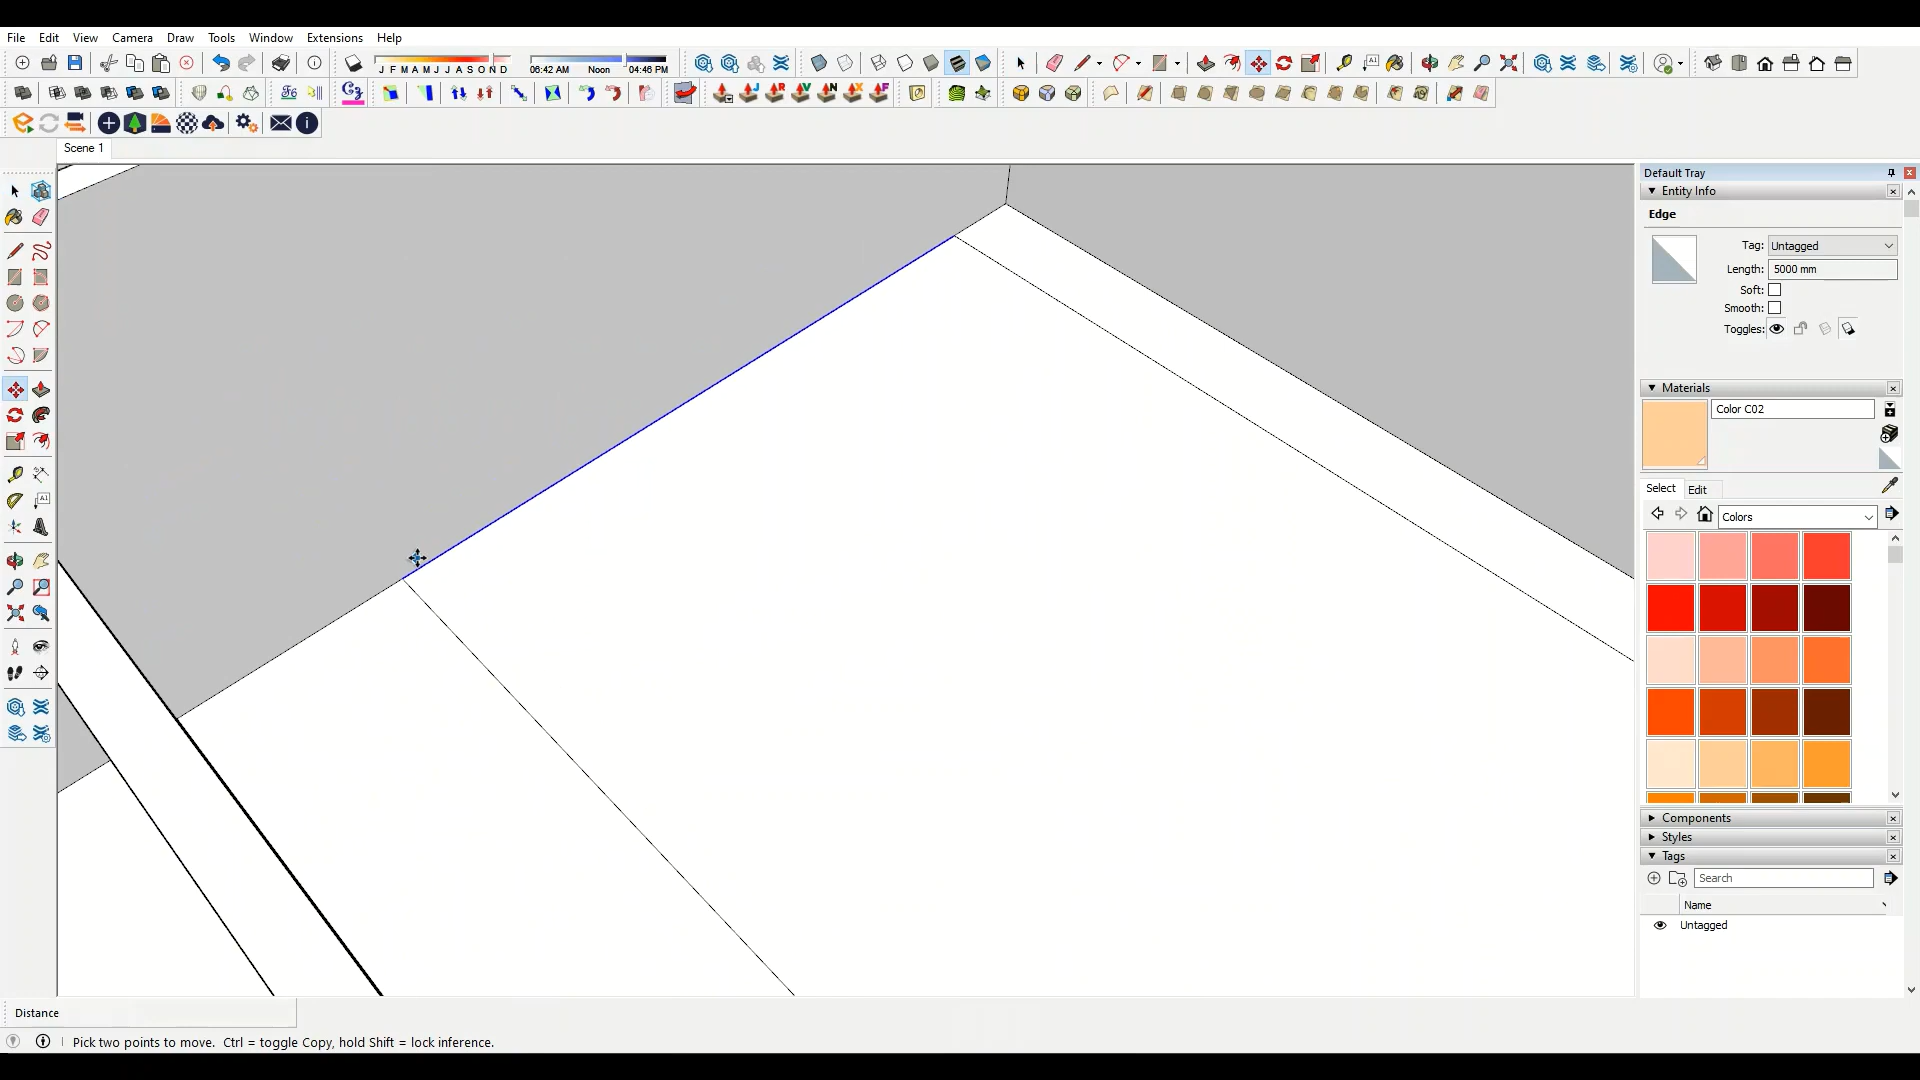 File Edit View Camera Draw Tools Window Extensions Help
J F M A M J J A S O N D
06:42 AM Noon 04:46 PM
Scene 1
Default Tray
Entity Info
Edge
Tag: Untagged
Length: 5000 mm
Soft:
Smooth:
Toggles:
Materials
Color C02
Select Edit
Colors
Components
Styles
Tags
Search
Name
Untagged
Distance
Pick two points to move. Ctrl = toggle Copy, hold Shift = lock inference.